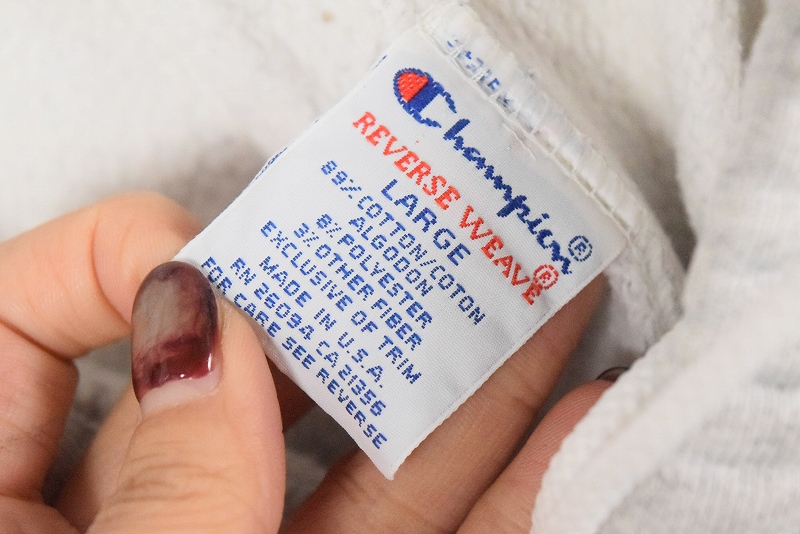 Champion®
REVERSE WEAVE®
LARGE
89% COTTON/COTON
ALGODON
8% POLYESTER
3% OTHER FIBER
EXCLUSIVE OF TRIM
MADE IN U.S.A.
RN 26094 CA 21356
FOR CARE SEE REVERSE